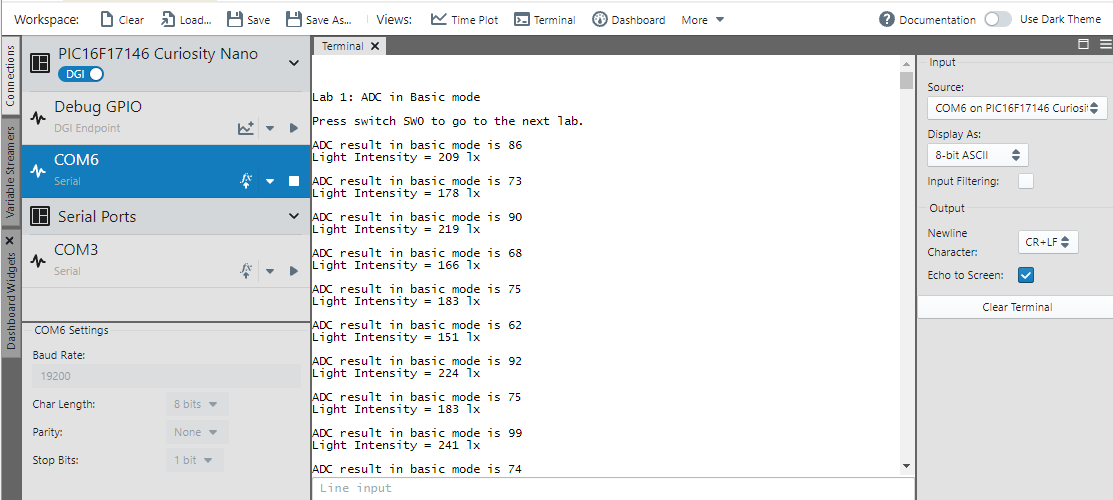 Workspace: Clear Load... Save Save As... Views: Time Plot Terminal Dashboard More Documentation Use Dark Theme
Connections
Variable Streamers
Dashboard Widgets
PIC16F17146 Curiosity Nano
DGI
Debug GPIO
DGI Endpoint
COM6
Serial
Serial Ports
COM3
Serial
COM6 Settings
Baud Rate:
19200
Char Length: 8 bits
Parity: None
Stop Bits: 1 bit
Terminal
Lab 1: ADC in Basic mode
Press switch SW0 to go to the next lab.
ADC result in basic mode is 86
Light Intensity = 209 lx
ADC result in basic mode is 73
Light Intensity = 178 lx
ADC result in basic mode is 90
Light Intensity = 219 lx
ADC result in basic mode is 68
Light Intensity = 166 lx
ADC result in basic mode is 75
Light Intensity = 183 lx
ADC result in basic mode is 62
Light Intensity = 151 lx
ADC result in basic mode is 92
Light Intensity = 224 lx
ADC result in basic mode is 75
Light Intensity = 183 lx
ADC result in basic mode is 99
Light Intensity = 241 lx
ADC result in basic mode is 74
Line input
Input
Source:
COM6 on PIC16F17146 Curiosit
Display As:
8-bit ASCII
Input Filtering:
Output
Newline
Character:
CR+LF
Echo to Screen:
Clear Terminal